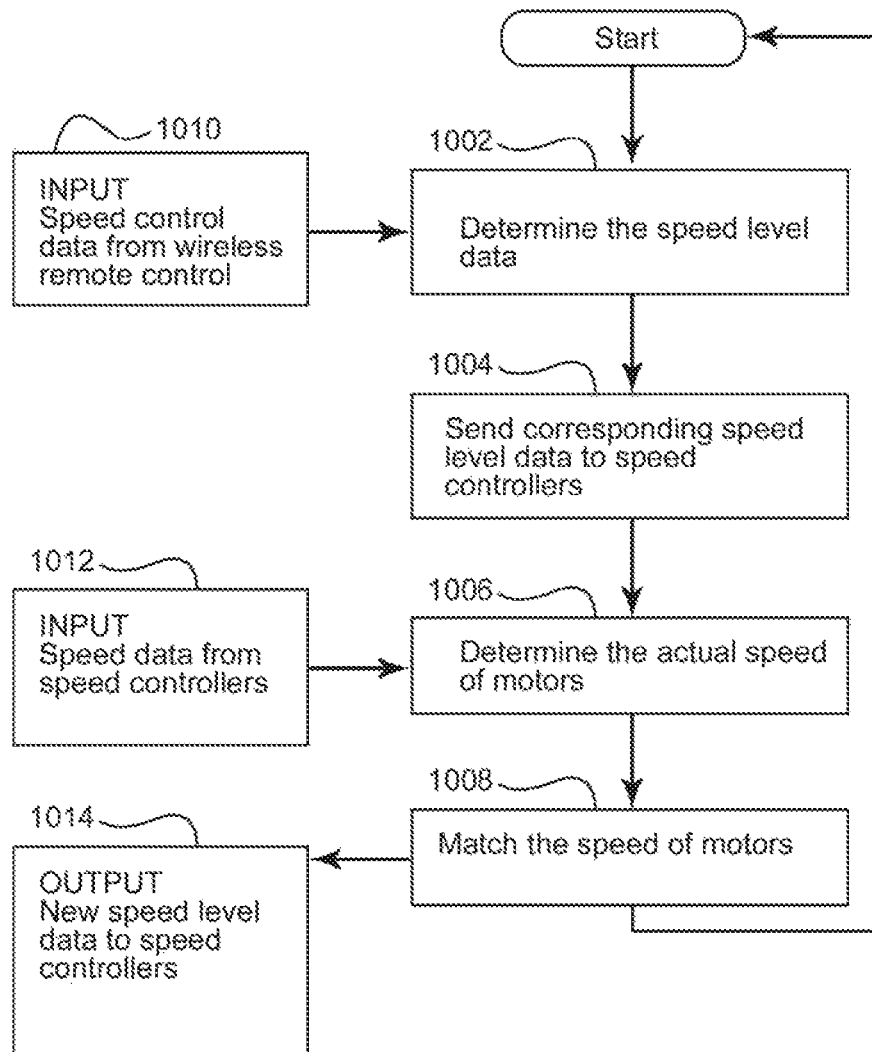 Start
1010
INPUT
Speed control
data from wireless
remote control
1002
Determine the speed level
data
1004
Send corresponding speed
level data to speed
controllers
1012
INPUT
Speed data from
speed controllers
1006
Determine the actual speed
of motors
1008
Match the speed of motors
1014
OUTPUT
New speed level
data to speed
controllers